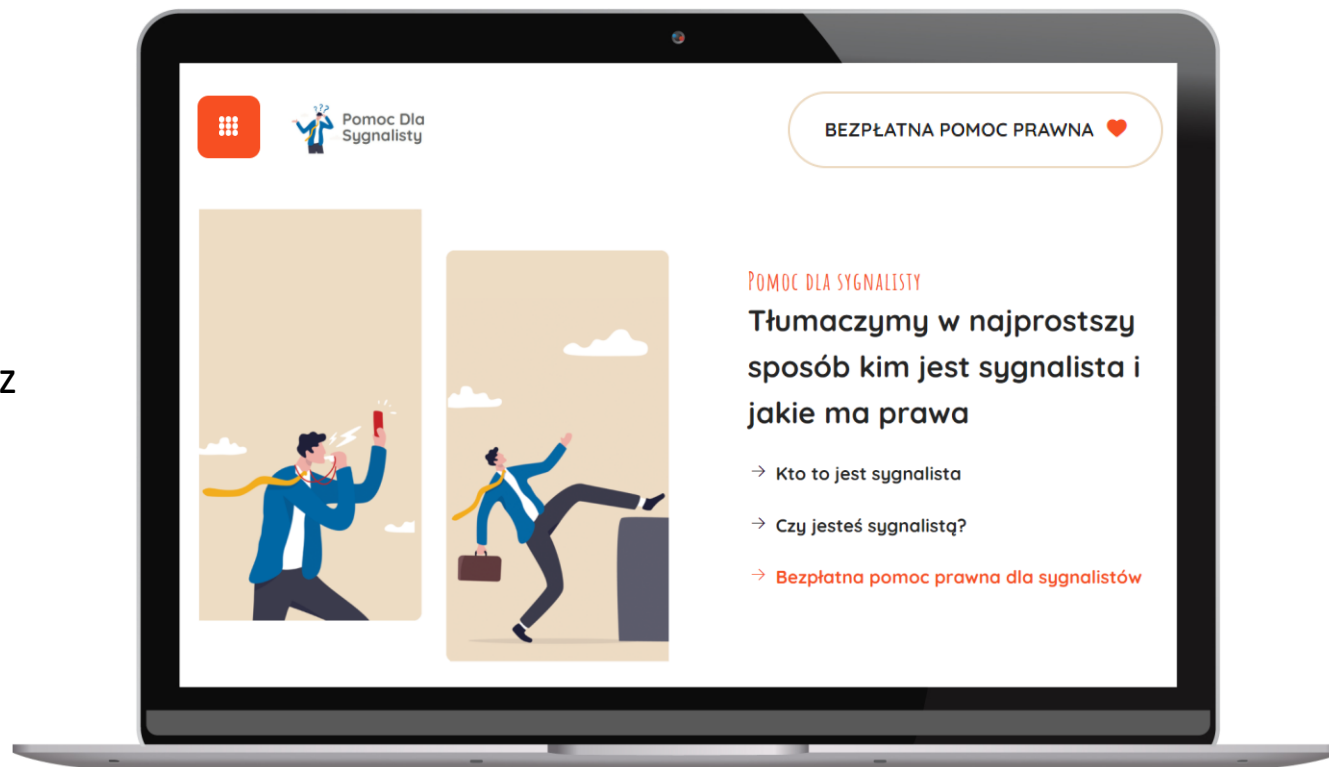 z
Pomoc Dla
Sygnalisty
BEZPŁATNA POMOC PRAWNA
Pomoc dla sygnalisty
Tłumaczymy w najprostszy
sposób kim jest sygnalista i
jakie ma prawa
Kto to jest sygnalista
Czy jesteś sygnalistą?
Bezpłatna pomoc prawna dla sygnalistów